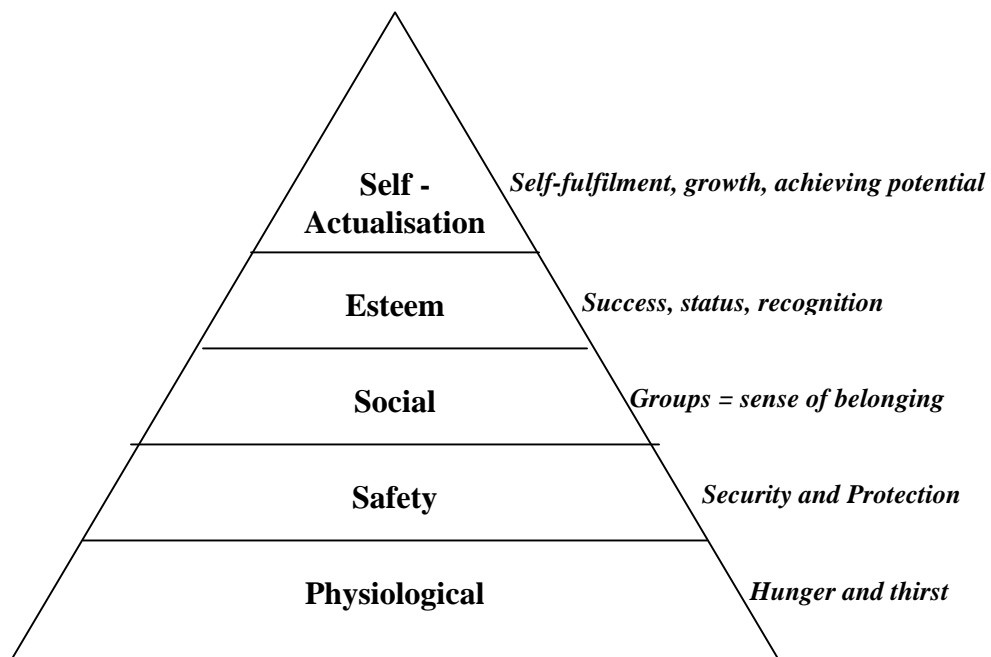 Self -
Actualisation
Self-fulfilment, growth, achieving potential
Esteem
Success, status, recognition
Social
Groups = sense of belonging
Safety
Security and Protection
Physiological
Hunger and thirst